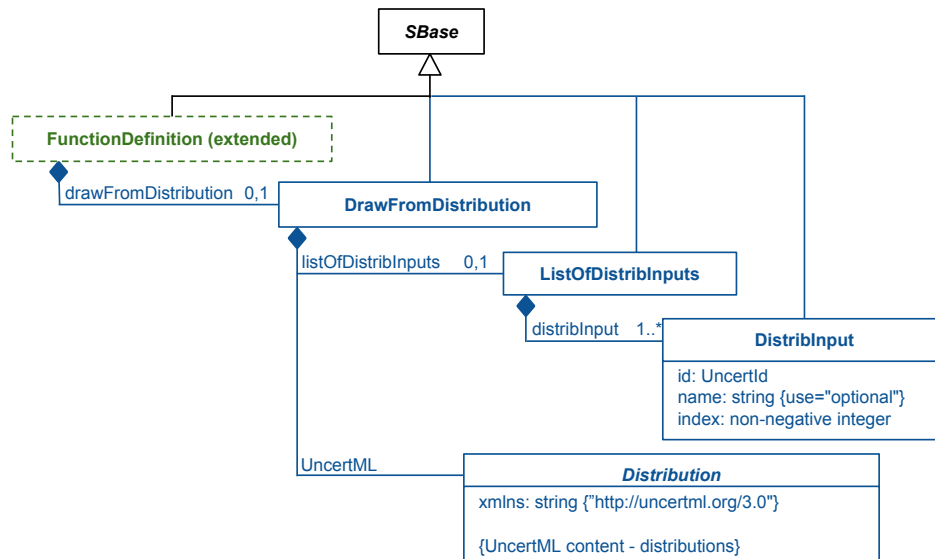 SBase
FunctionDefinition (extended)
drawFromDistribution 0,1
DrawFromDistribution
listOfDistribInputs 0,1
ListOfDistribInputs
distribInput 1..*
DistribInput
id: UncertId
name: string {use="optional"}
index: non-negative integer
UncertML
Distribution
xmlns: string {"http://uncertml.org/3.0"}
{UncertML content - distributions}